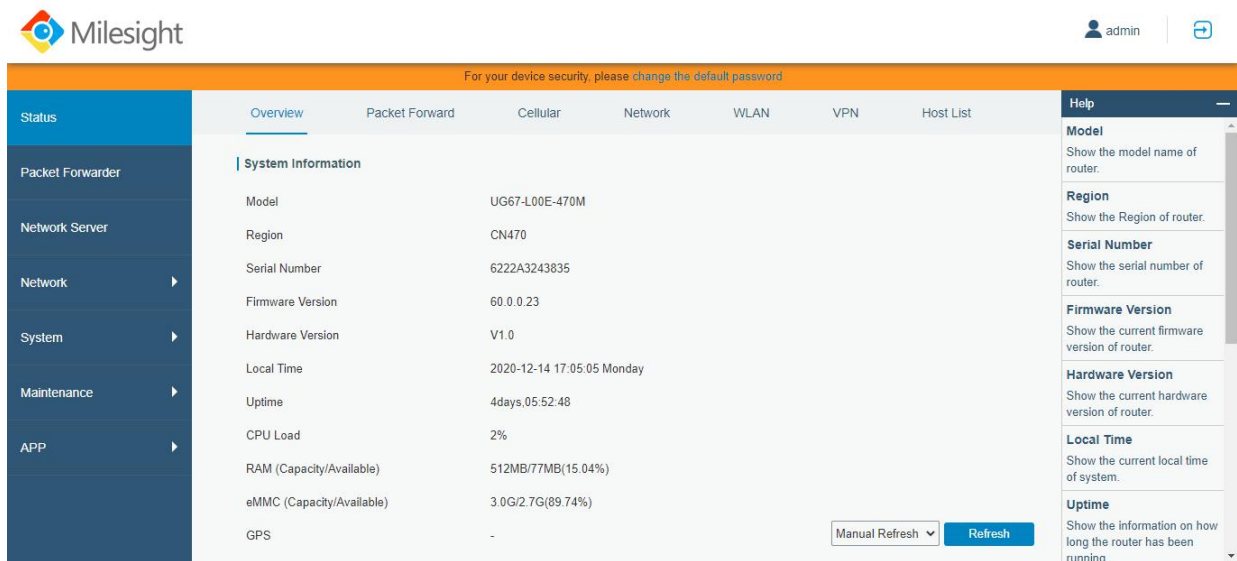 Milesight
admin
For your device security, please change the default password
Status
Packet Forwarder
Network Server
Network
System
Maintenance
APP
Overview Packet Forward Cellular Network WLAN VPN Host List
System Information
Model UG67-L00E-470M
Region CN470
Serial Number 6222A3243835
Firmware Version 60.0.0.23
Hardware Version V1.0
Local Time 2020-12-14 17:05:05 Monday
Uptime 4days,05:52:48
CPU Load 2%
RAM (Capacity/Available) 512MB/77MB(15.04%)
eMMC (Capacity/Available) 3.0G/2.7G(89.74%)
GPS -
Manual Refresh Refresh
Help
Model
Show the model name of
router.
Region
Show the Region of router.
Serial Number
Show the serial number of
router.
Firmware Version
Show the current firmware
version of router.
Hardware Version
Show the current hardware
version of router.
Local Time
Show the current local time
of system.
Uptime
Show the information on how
long the router has been
running